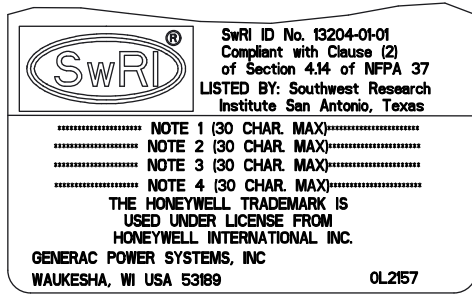 SwRI®
SwRI ID No. 13204-01-01
Compliant with Clause (2)
of Section 4.14 of NFPA 37
LISTED BY: Southwest Research
Institute San Antonio, Texas
******************** NOTE 1 (30 CHAR. MAX)********************
******************** NOTE 2 (30 CHAR. MAX)********************
******************** NOTE 3 (30 CHAR. MAX)********************
******************** NOTE 4 (30 CHAR. MAX)********************
THE HONEYWELL TRADEMARK IS
USED UNDER LICENSE FROM
HONEYWELL INTERNATIONAL INC.
GENERAC POWER SYSTEMS, INC
WAUKESHA, WI USA 53189 0L2157